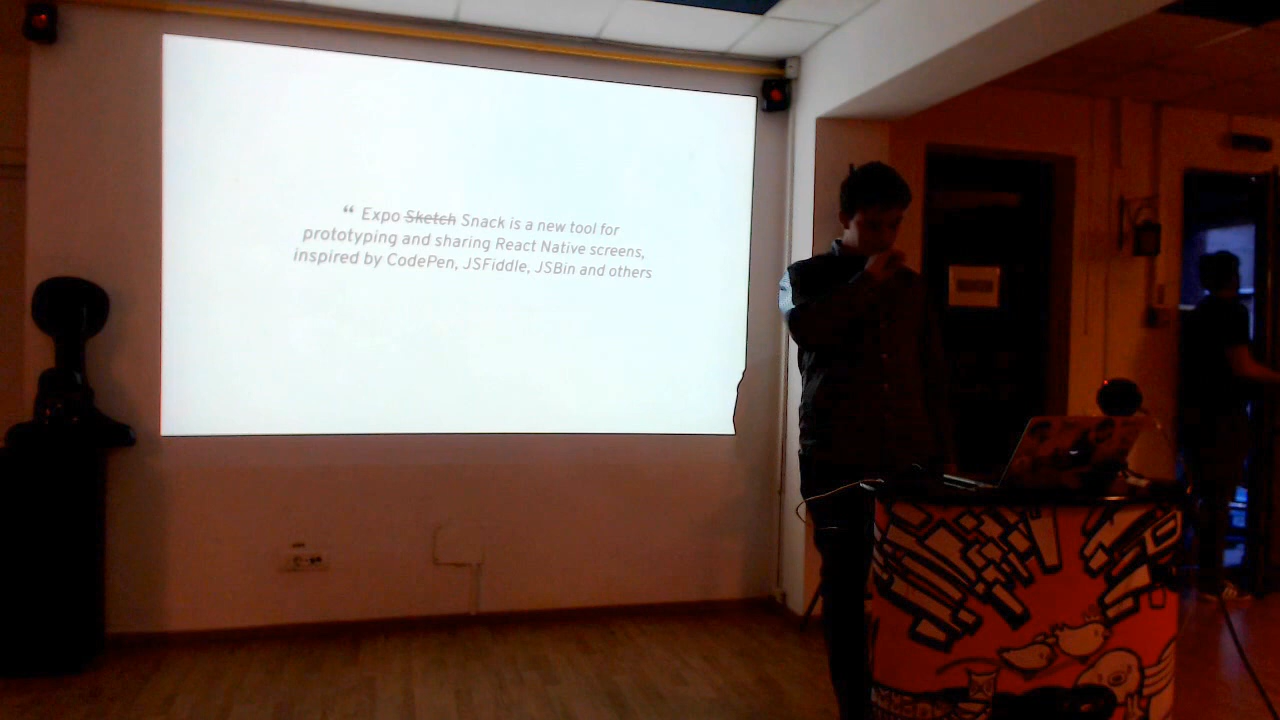 “ Expo Sketch Snack is a new tool for
prototyping and sharing React Native screens,
inspired by CodePen, JSFiddle, JSBin and others